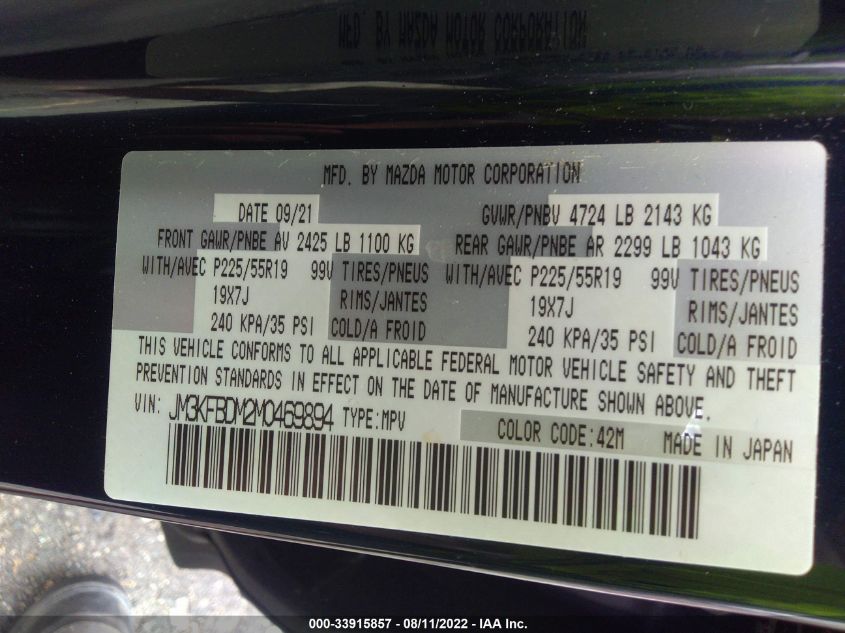 MFD. BY MAZDA MOTOR CORPORATION
DATE 09/21 GVWR/PNBV 4724 LB 2143 KG
FRONT GAWR/PNBE AV 2425 LB 1100 KG REAR GAWR/PNBE AR 2299 LB 1043 KG
WITH/AVEC P225/55R19 99V TIRES/PNEUS WITH/AVEC P225/55R19 99V TIRES/PNEUS
19X7J RIMS/JANTES 19X7J RIMS/JANTES
240 KPA/35 PSI COLD/A FROID 240 KPA/35 PSI COLD/A FROID
THIS VEHICLE CONFORMS TO ALL APPLICABLE FEDERAL MOTOR VEHICLE SAFETY AND THEFT
PREVENTION STANDARDS IN EFFECT ON THE DATE OF MANUFACTURE SHOWN ABOVE.
VIN: JM3KFBDM2M0469894 TYPE:MPV
COLOR CODE:42M MADE IN JAPAN
000-33915857 - 08/11/2022 - IAA Inc.